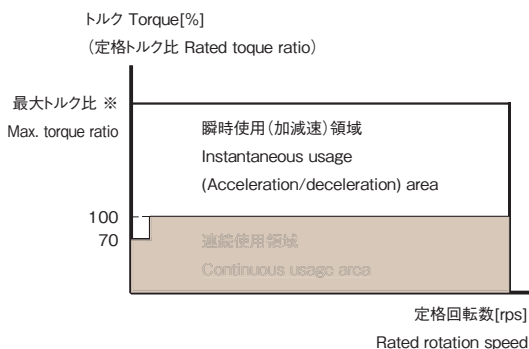 トルク Torque[%]
（定格トルク比 Rated toque ratio）
最大トルク比 ※
Max. torque ratio
瞬時使用（加減速）領域
Instantaneous usage
(Acceleration/deceleration) area
100
70
連続使用領域
Continuous usage area
定格回転数[rps]
Rated rotation speed